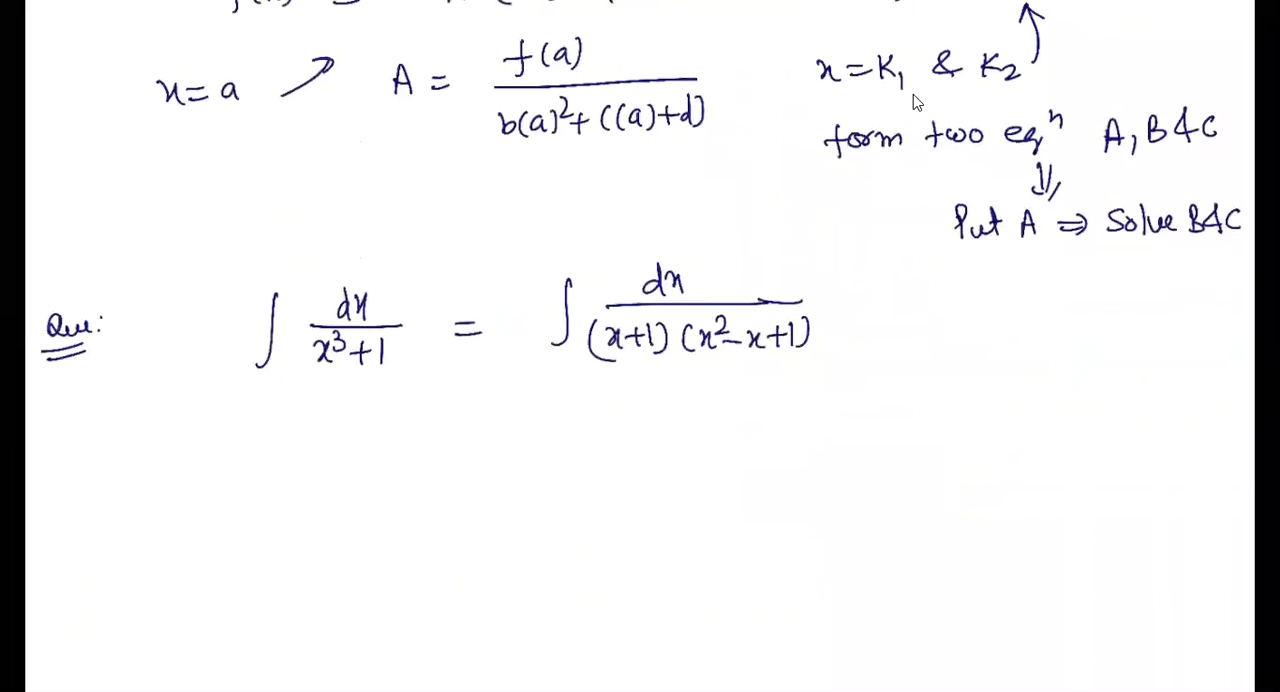 x=a ↗ A = f(a) / b(a)²+(c(a)+d) x=K₁ & K₂
form two eqⁿ A, B & C
⇓
Put A ⇒ Solve B & C
Que: ∫ dx / x³+1 = ∫ dx / (x+1) (x²-x+1)